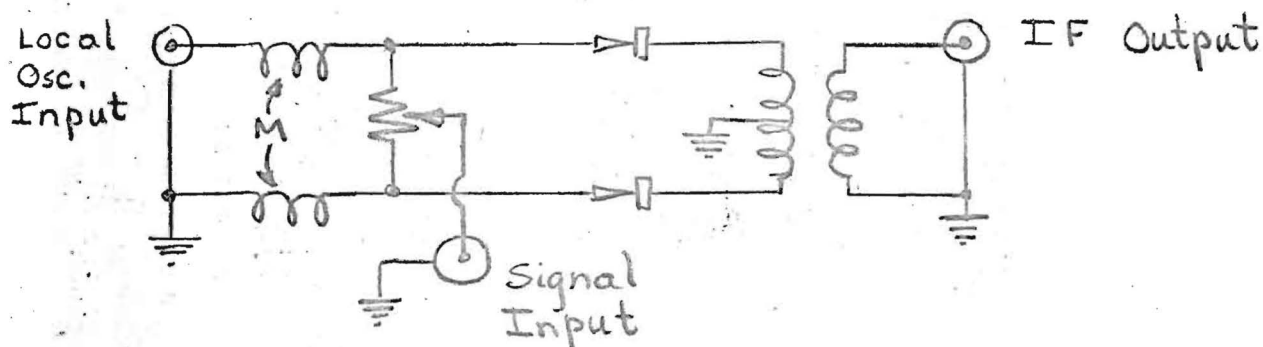 Local
Osc.
Input
M
IF Output
Signal
Input